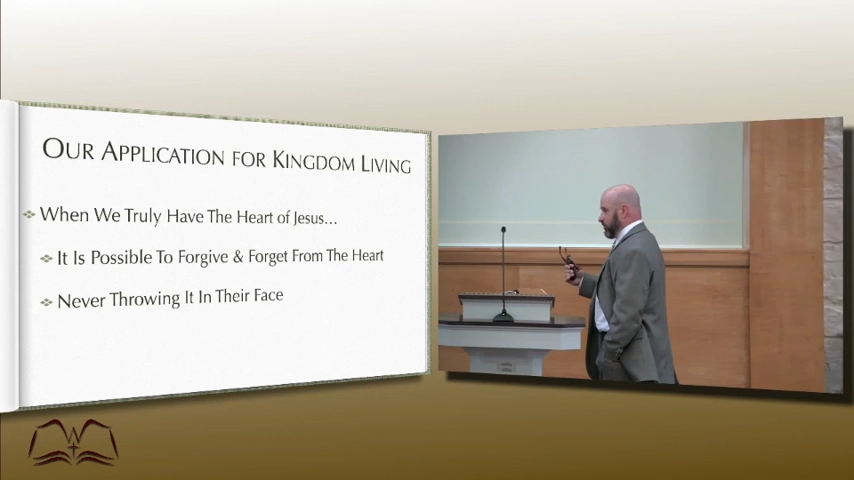 Our Application for Kingdom Living
When We Truly Have The Heart of Jesus...
It Is Possible To Forgive & Forget From The Heart
Never Throwing It In Their Face